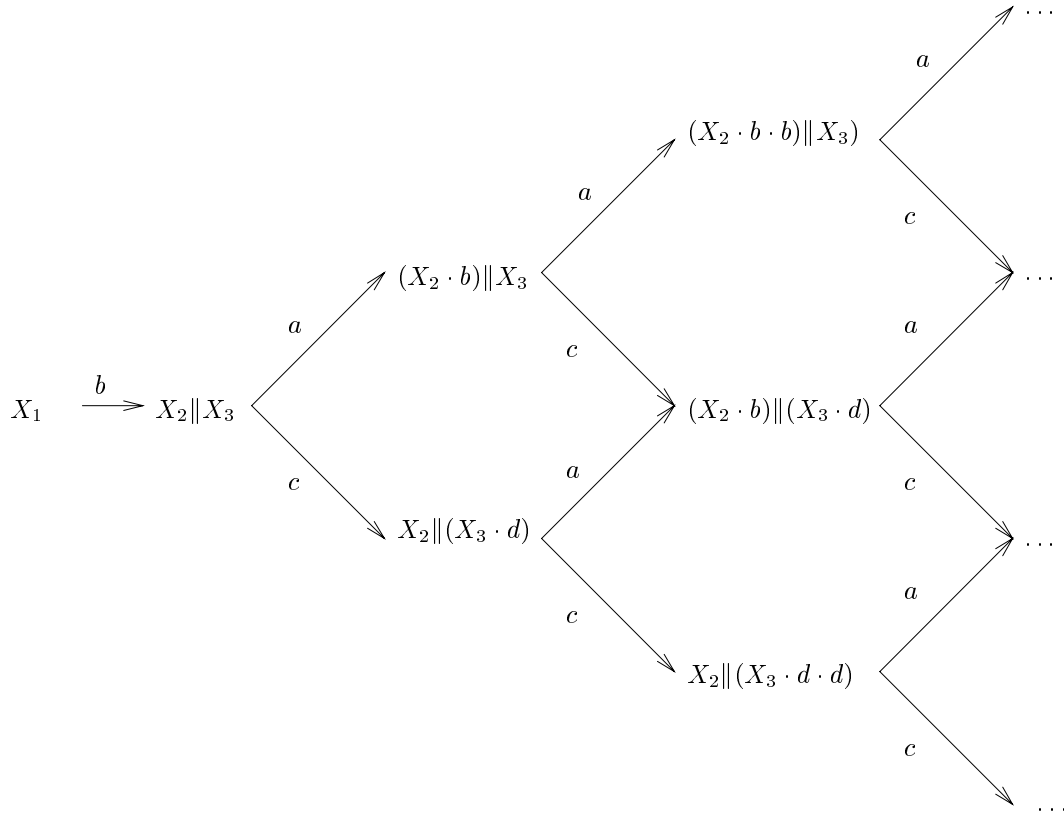 …
a
(X₂ · b · b)‖X₃)
a
c
(X₂ · b)‖X₃
…
a
a
c
b
X₁
X₂‖X₃
(X₂ · b)‖(X₃ · d)
a
c
c
X₂‖(X₃ · d)
…
a
c
X₂‖(X₃ · d · d)
c
…